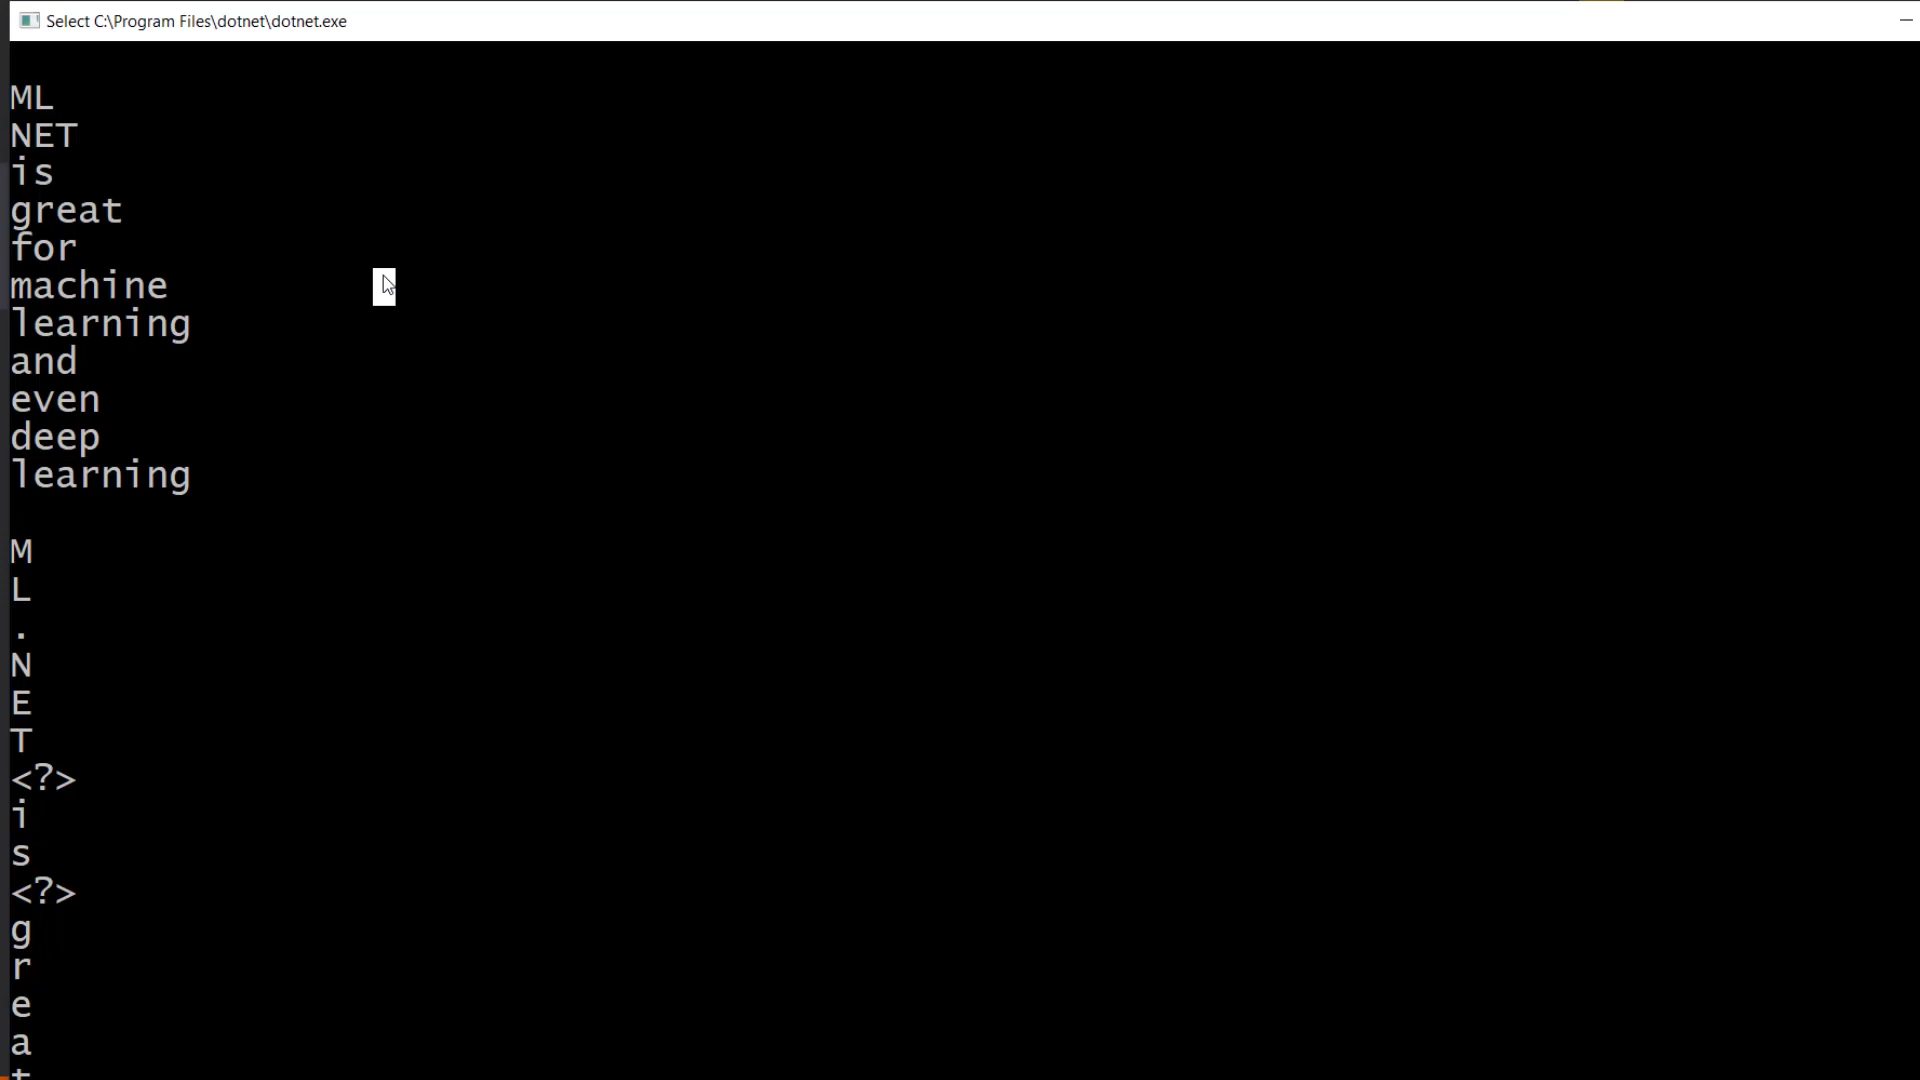 Select C:\Program Files\dotnet\dotnet.exe
ML
NET
is
great
for
machine
learning
and
even
deep
learning
M
L
.
N
E
T
<?>
i
s
<?>
g
r
e
a
t